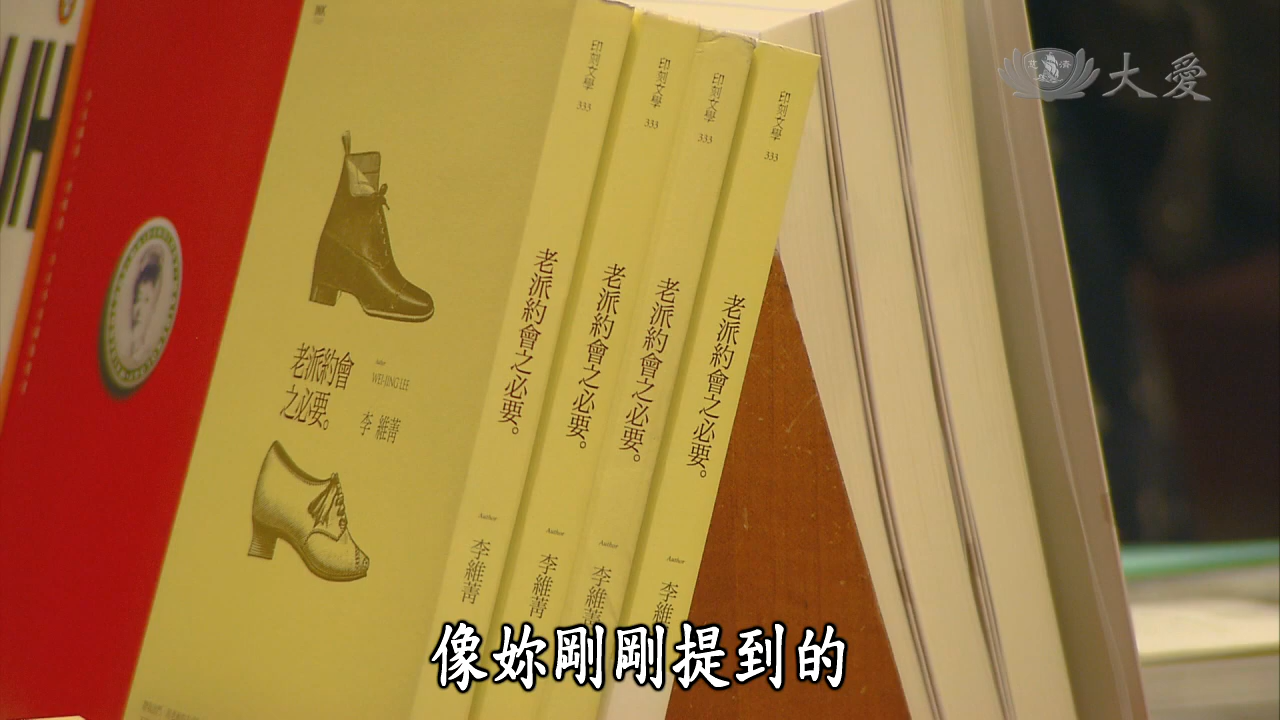 大愛
印刻文學
333
老派約會之必要。
Author
李維菁
印刻文學
333
老派約會之必要。
Author
李維菁
印刻文學
333
老派約會之必要。
Author
李維菁
印刻文學
333
老派約會之必要。
Author
李維
老派約會
之必要。
WEI-JING LEE
李維菁
像妳剛剛提到的